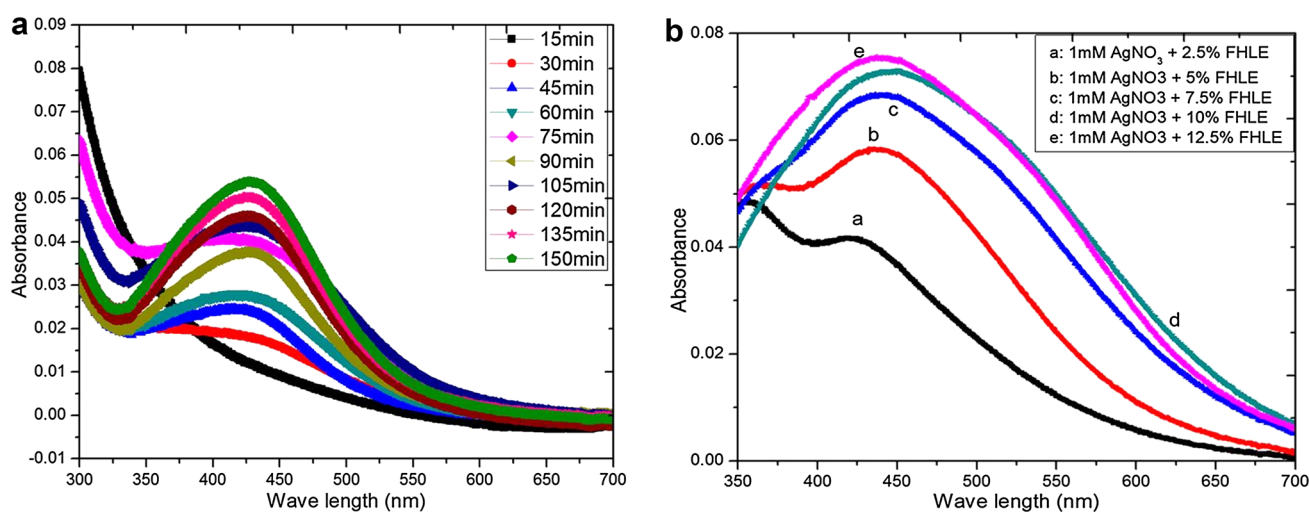 a
0.09
0.08
0.07
0.06
0.05
0.04
0.03
0.02
0.01
0.00
-0.01
Absorbance
300 350 400 450 500 550 600 650 700
Wave length (nm)
15min
30min
45min
60min
75min
90min
105min
120min
135min
150min
b
0.08
0.06
0.04
0.02
0.00
Absorbance
350 400 450 500 550 600 650 700
Wave length (nm)
a: 1mM AgNO3 + 2.5% FHLE
b: 1mM AgNO3 + 5% FHLE
c: 1mM AgNO3 + 7.5% FHLE
d: 1mM AgNO3 + 10% FHLE
e: 1mM AgNO3 + 12.5% FHLE
e
c
b
a
d